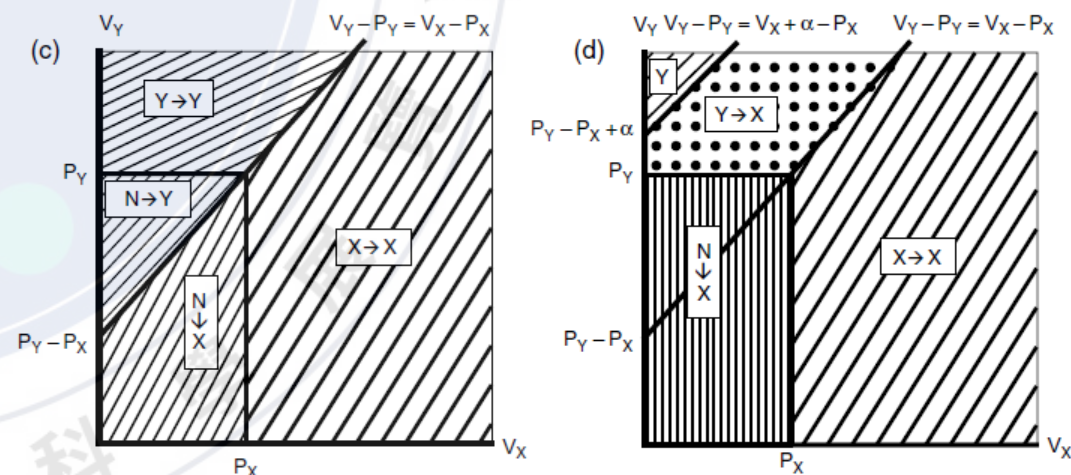 (c)
V_Y
V_Y – P_Y = V_X – P_X
Y→Y
P_Y
N→Y
X→X
N
↓
X
P_Y – P_X
V_X
P_X
(d)
V_Y
V_Y – P_Y = V_X + α – P_X
V_Y – P_Y = V_X – P_X
Y
Y→X
P_Y – P_X + α
P_Y
N
↓
X
X→X
P_Y – P_X
V_X
P_X
科